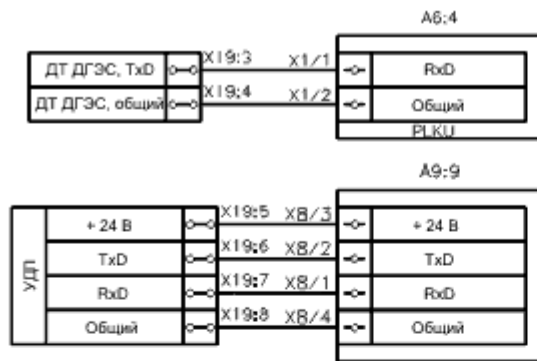 А6:4
ДТ ДГЭС, TxD X19:3 X1/1 RxD
ДТ ДГЭС, общий X19:4 X1/2 Общий
PLKU
А9:9
УДП
+ 24 В X19:5 X8/3 + 24 В
TxD X19:6 X8/2 TxD
RxD X19:7 X8/1 RxD
Общий X19:8 X8/4 Общий